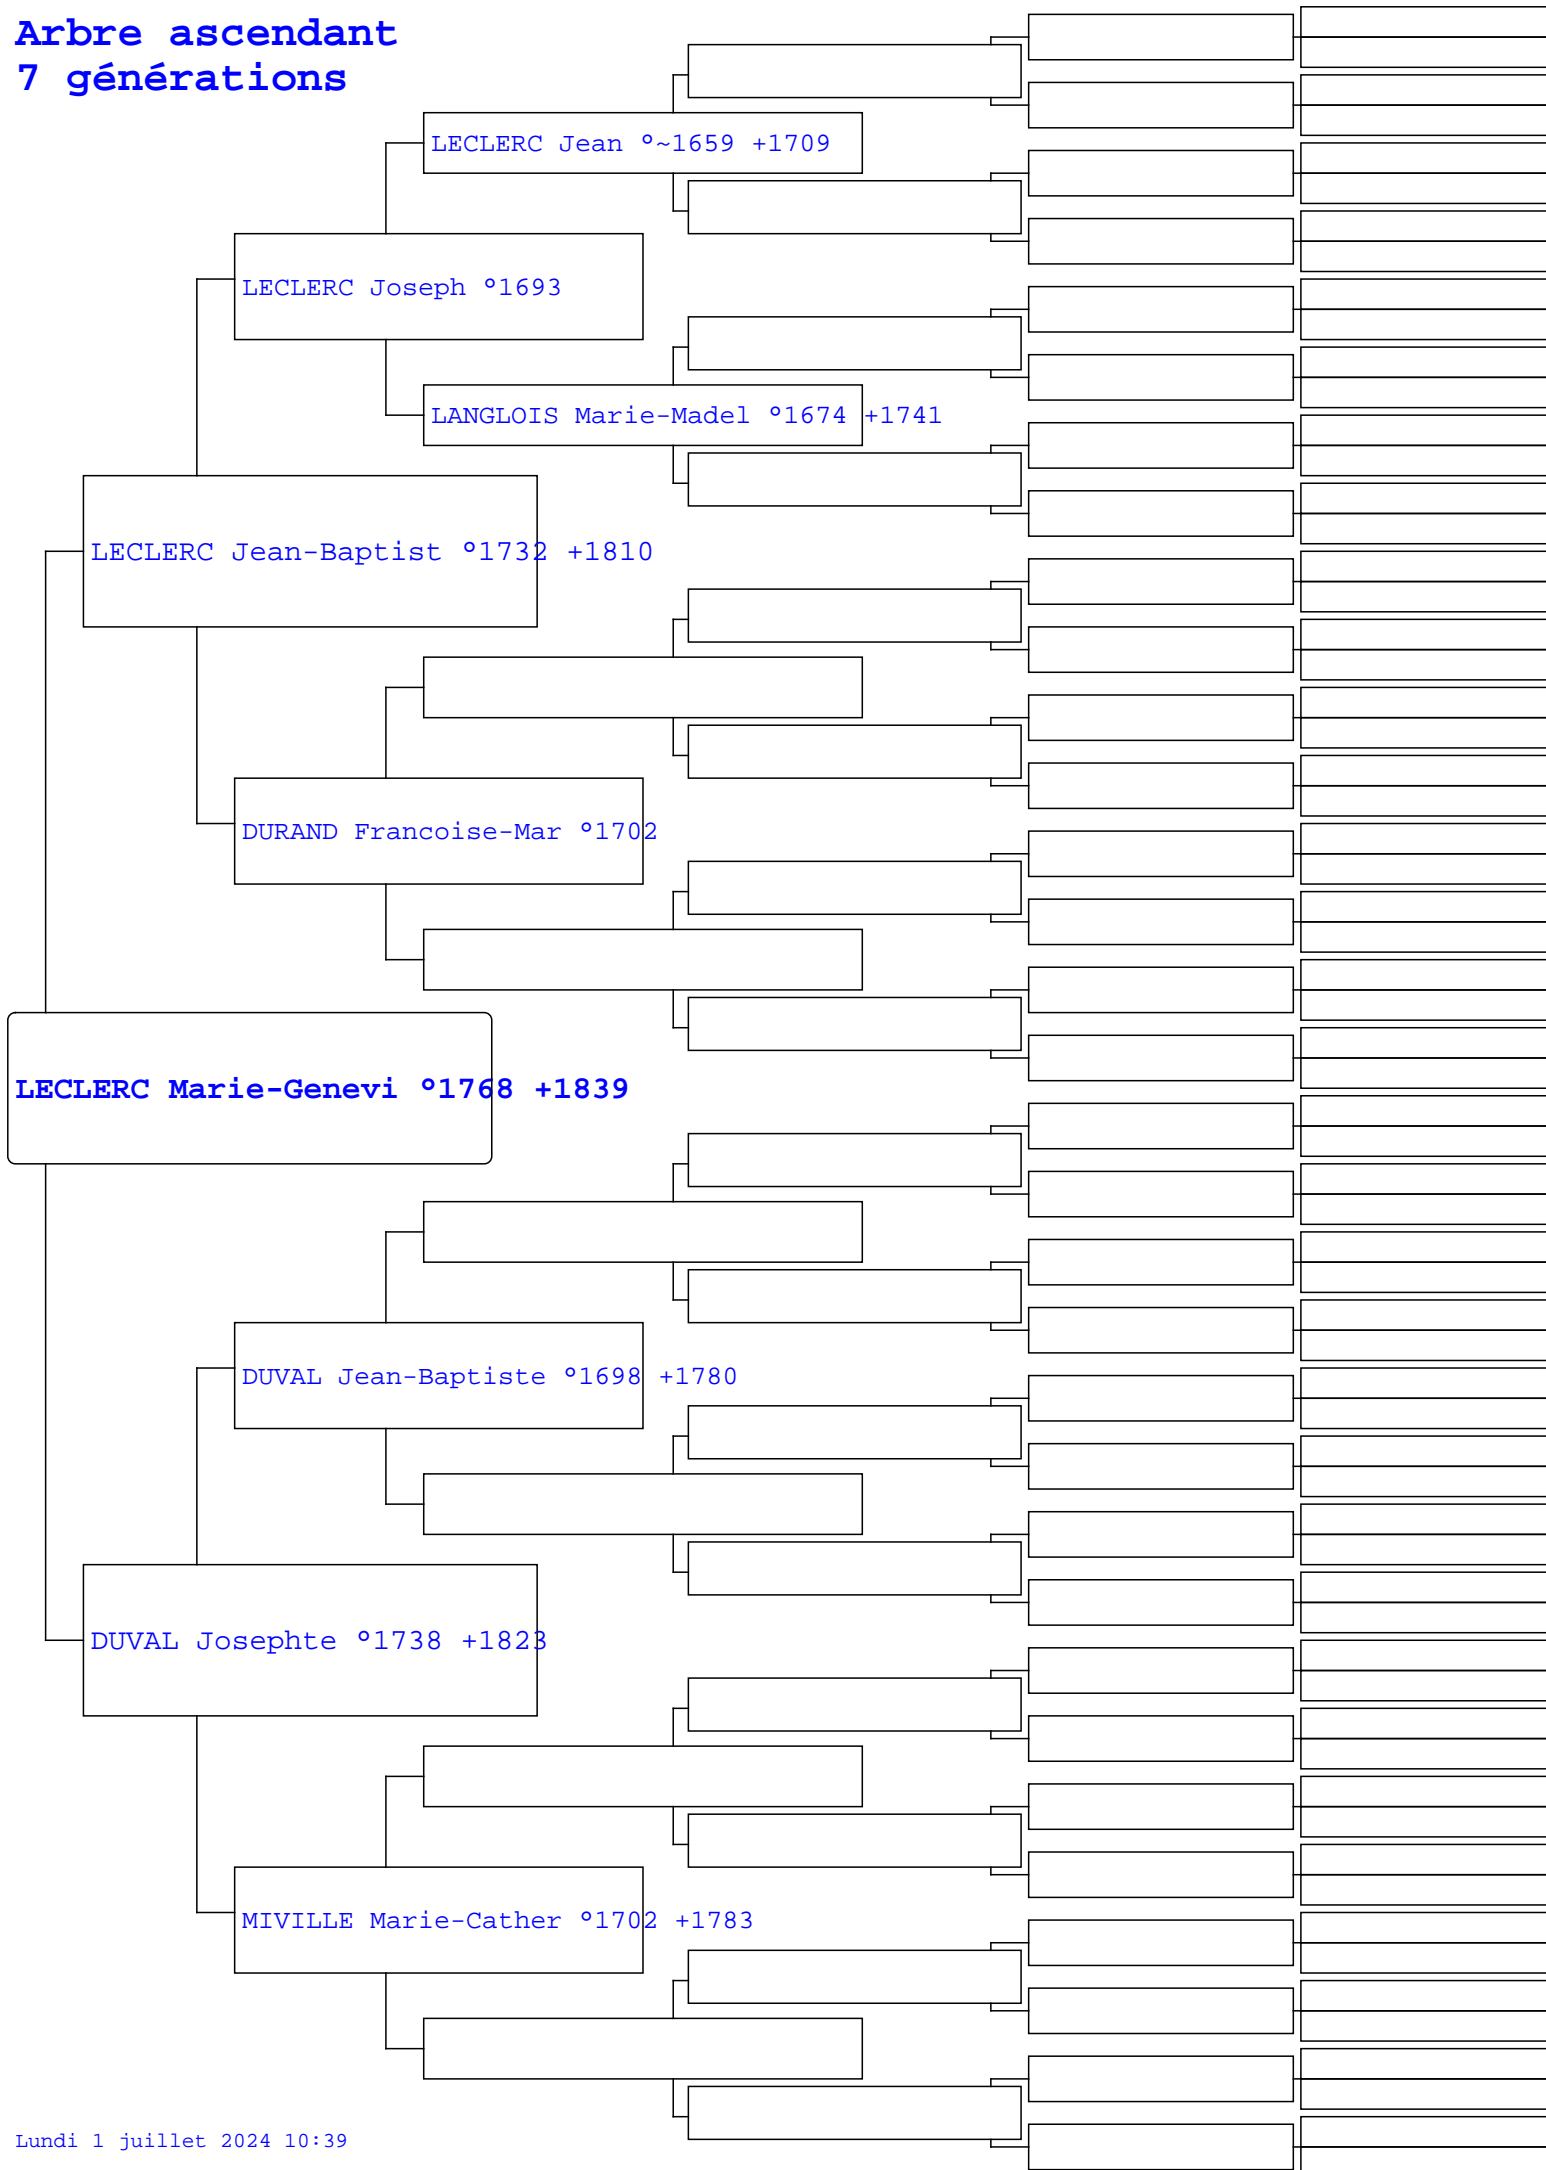 Arbre ascendant
7 générations
LECLERC Jean °~1659 +1709
LECLERC Joseph °1693
LANGLOIS Marie-Madel °1674 +1741
LECLERC Jean-Baptist °1732 +1810
DURAND Francoise-Mar °1702
LECLERC Marie-Genevi °1768 +1839
DUVAL Jean-Baptiste °1698 +1780
DUVAL Josephte °1738 +1823
MIVILLE Marie-Cather °1702 +1783
Lundi 1 juillet 2024 10:39